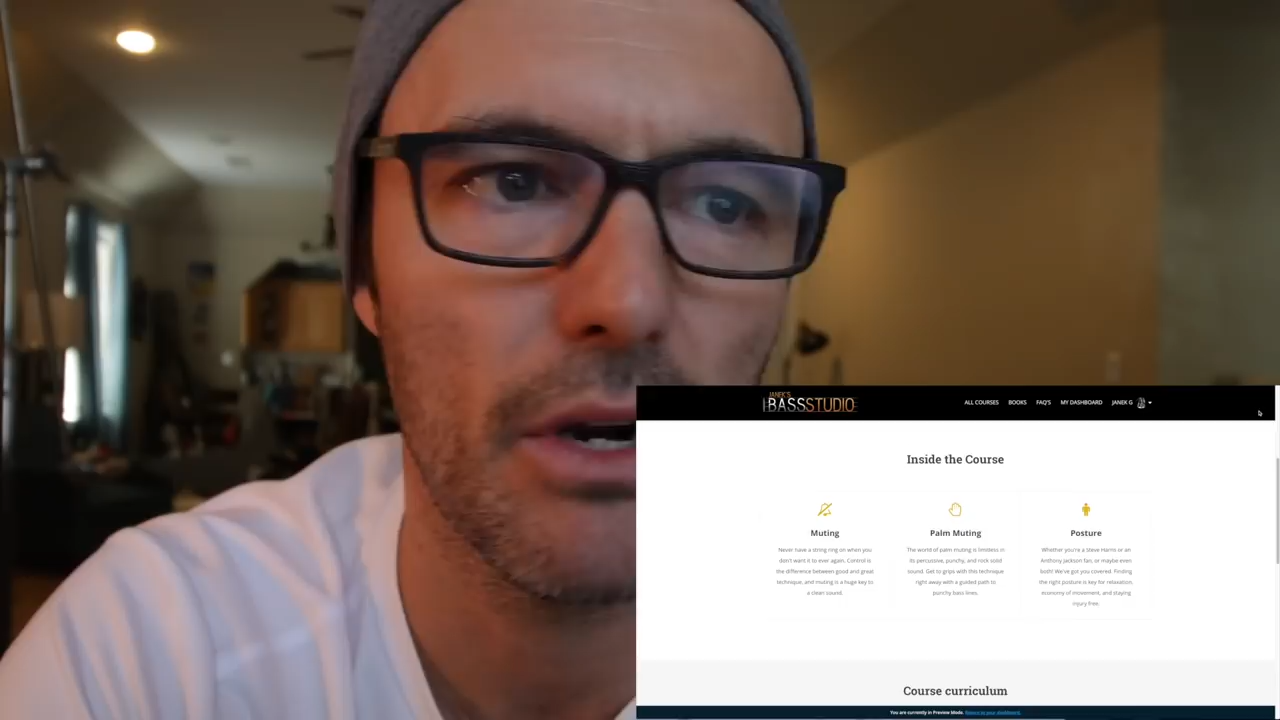 JANEK'S
BASSSTUDIO
ALL COURSES BOOKS FAQ'S MY DASHBOARD JANEK G
Inside the Course
Muting
Never have a string ring on when you
don't want it to ever again. Control is
the difference between good and great
technique, and muting is a huge key to
a clean sound.
Palm Muting
The world of palm muting is limitless in
its percussive, punchy, and rock solid
sound. Get to grips with this technique
right away with a guided path to
punchy bass lines.
Posture
Whether you're a Steve Harris or an
Anthony Jackson fan, or maybe even
both! We've got you covered. Finding
the right posture is key for relaxation,
economy of movement, and staying
injury free.
Course curriculum
You are currently in Preview Mode. Return to your dashboard.